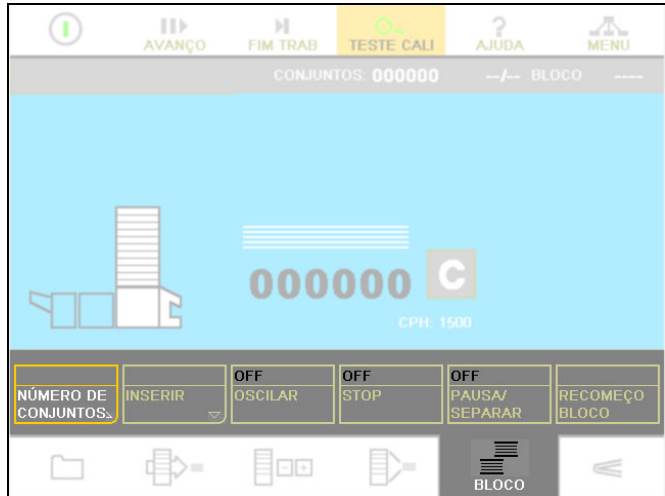 AVANÇO FIM TRAB TESTE CALI ? AJUDA MENU
CONJUNTOS: 000000 --/-- BLOCO ----
000000 C
CPH: 1500
OFF OFF OFF
NÚMERO DE CONJUNTOS INSERIR OSCILAR STOP PAUSA/ SEPARAR RECOMEÇO BLOCO
BLOCO